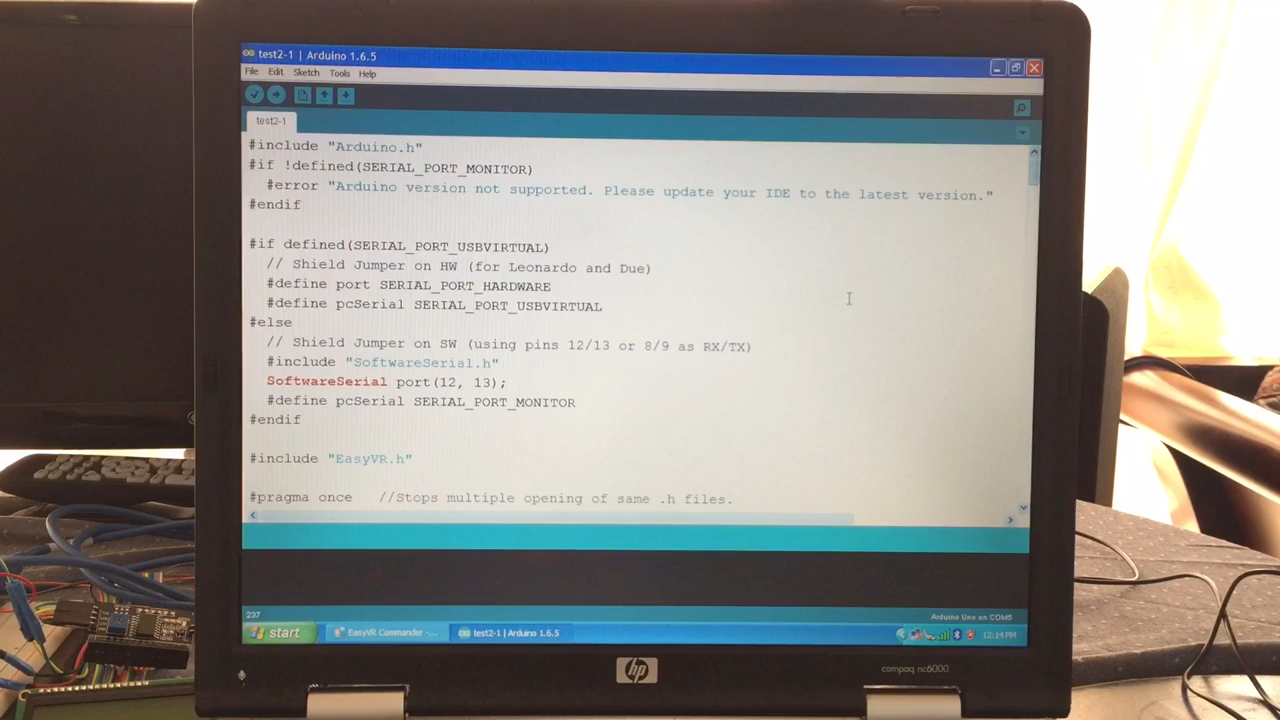 test2-1 | Arduino 1.6.5
File Edit Sketch Tools Help
test2-1
#include "Arduino.h"
#if !defined(SERIAL_PORT_MONITOR)
#error "Arduino version not supported. Please update your IDE to the latest version."
#endif
#if defined(SERIAL_PORT_USBVIRTUAL)
// Shield Jumper on HW (for Leonardo and Due)
#define port SERIAL_PORT_HARDWARE
#define pcSerial SERIAL_PORT_USBVIRTUAL
#else
// Shield Jumper on SW (using pins 12/13 or 8/9 as RX/TX)
#include "SoftwareSerial.h"
SoftwareSerial port(12, 13);
#define pcSerial SERIAL_PORT_MONITOR
#endif
#include "EasyVR.h"
#pragma once //Stops multiple opening of same .h files.
237
Arduino Uno on COM5
start EasyVR Commander -... test2-1 | Arduino 1.6.5 12:14 PM
hp
compaq nc6000